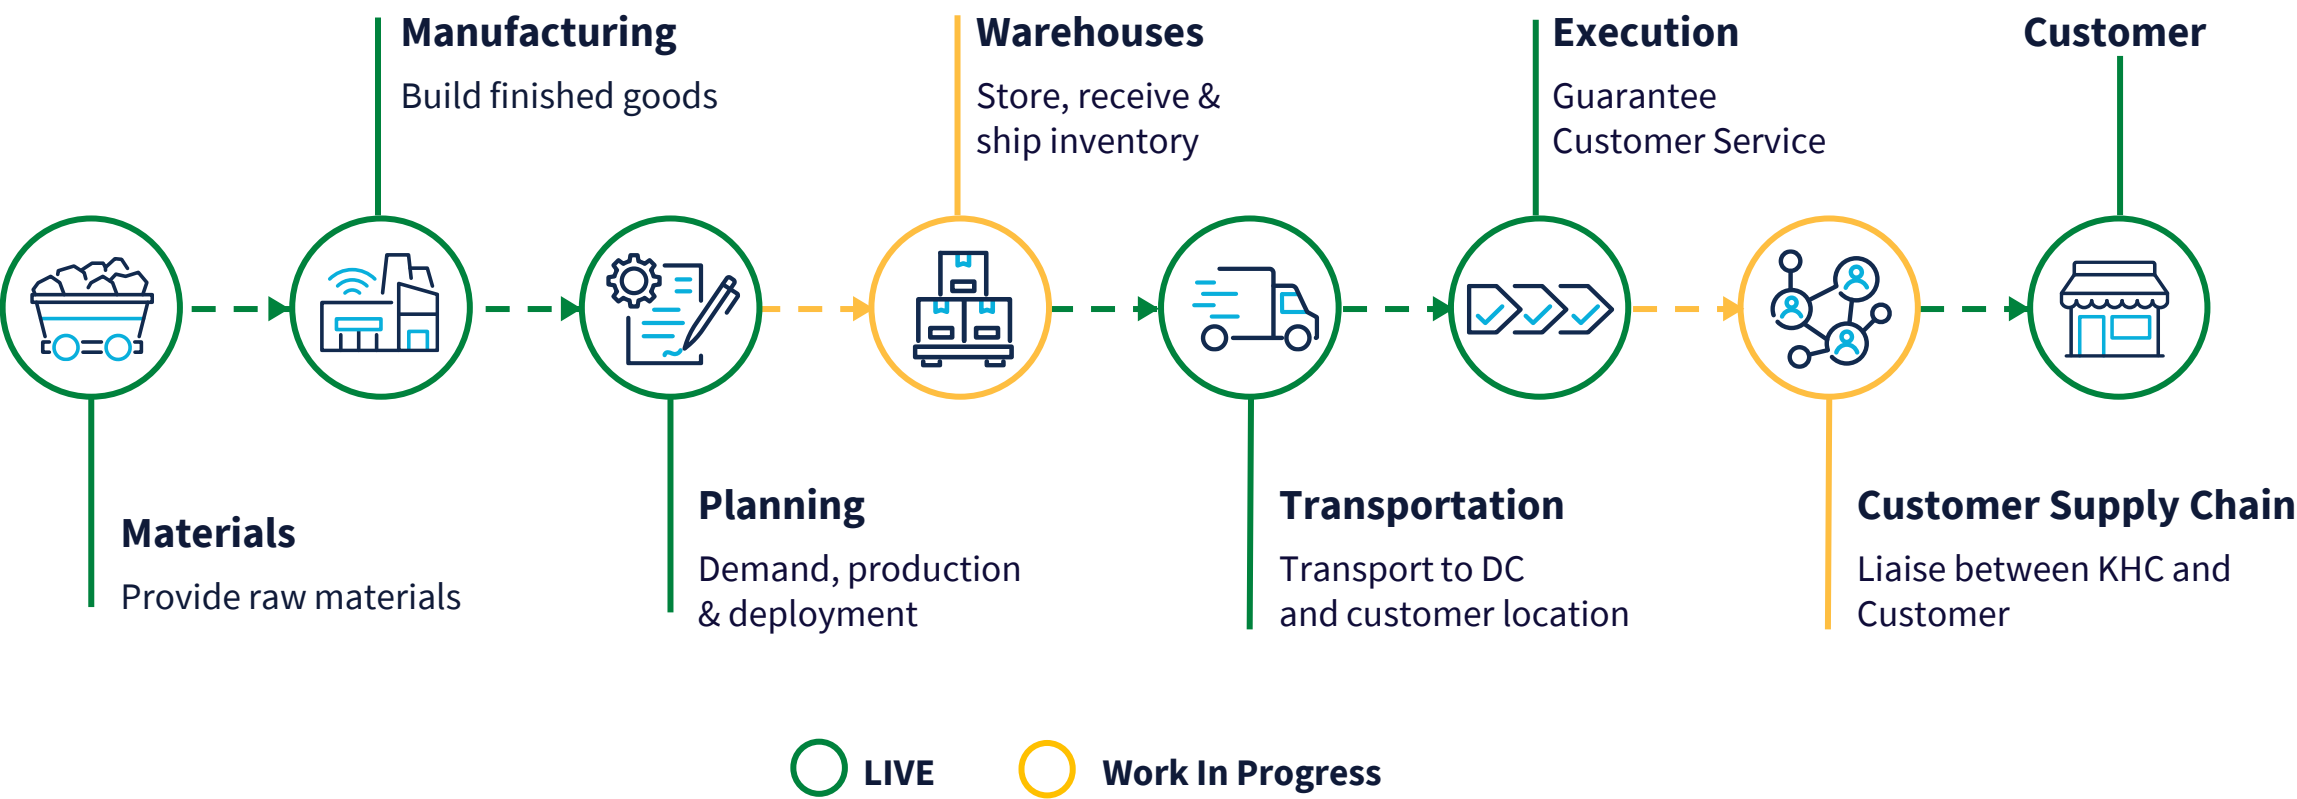 Manufacturing
Build finished goods
Warehouses
Store, receive &
ship inventory
Execution
Guarantee
Customer Service
Customer
Materials
Provide raw materials
Planning
Demand, production
& deployment
Transportation
Transport to DC
and customer location
Customer Supply Chain
Liaise between KHC and
Customer
LIVE
Work In Progress